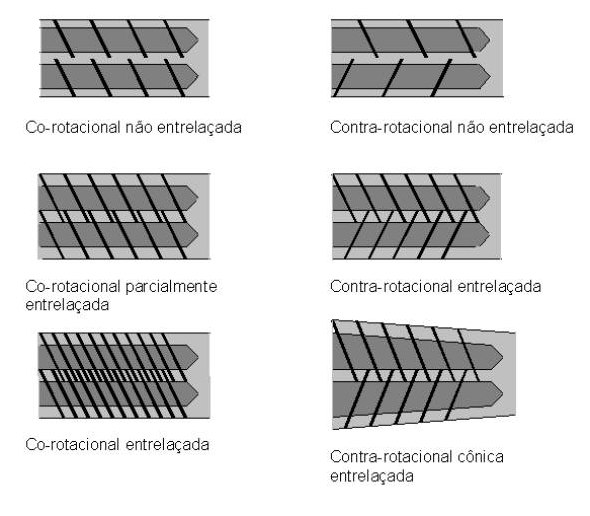 Co-rotacional não entrelaçada
Contra-rotacional não entrelaçada
Co-rotacional parcialmente
entrelaçada
Contra-rotacional entrelaçada
Co-rotacional entrelaçada
Contra-rotacional cônica
entrelaçada